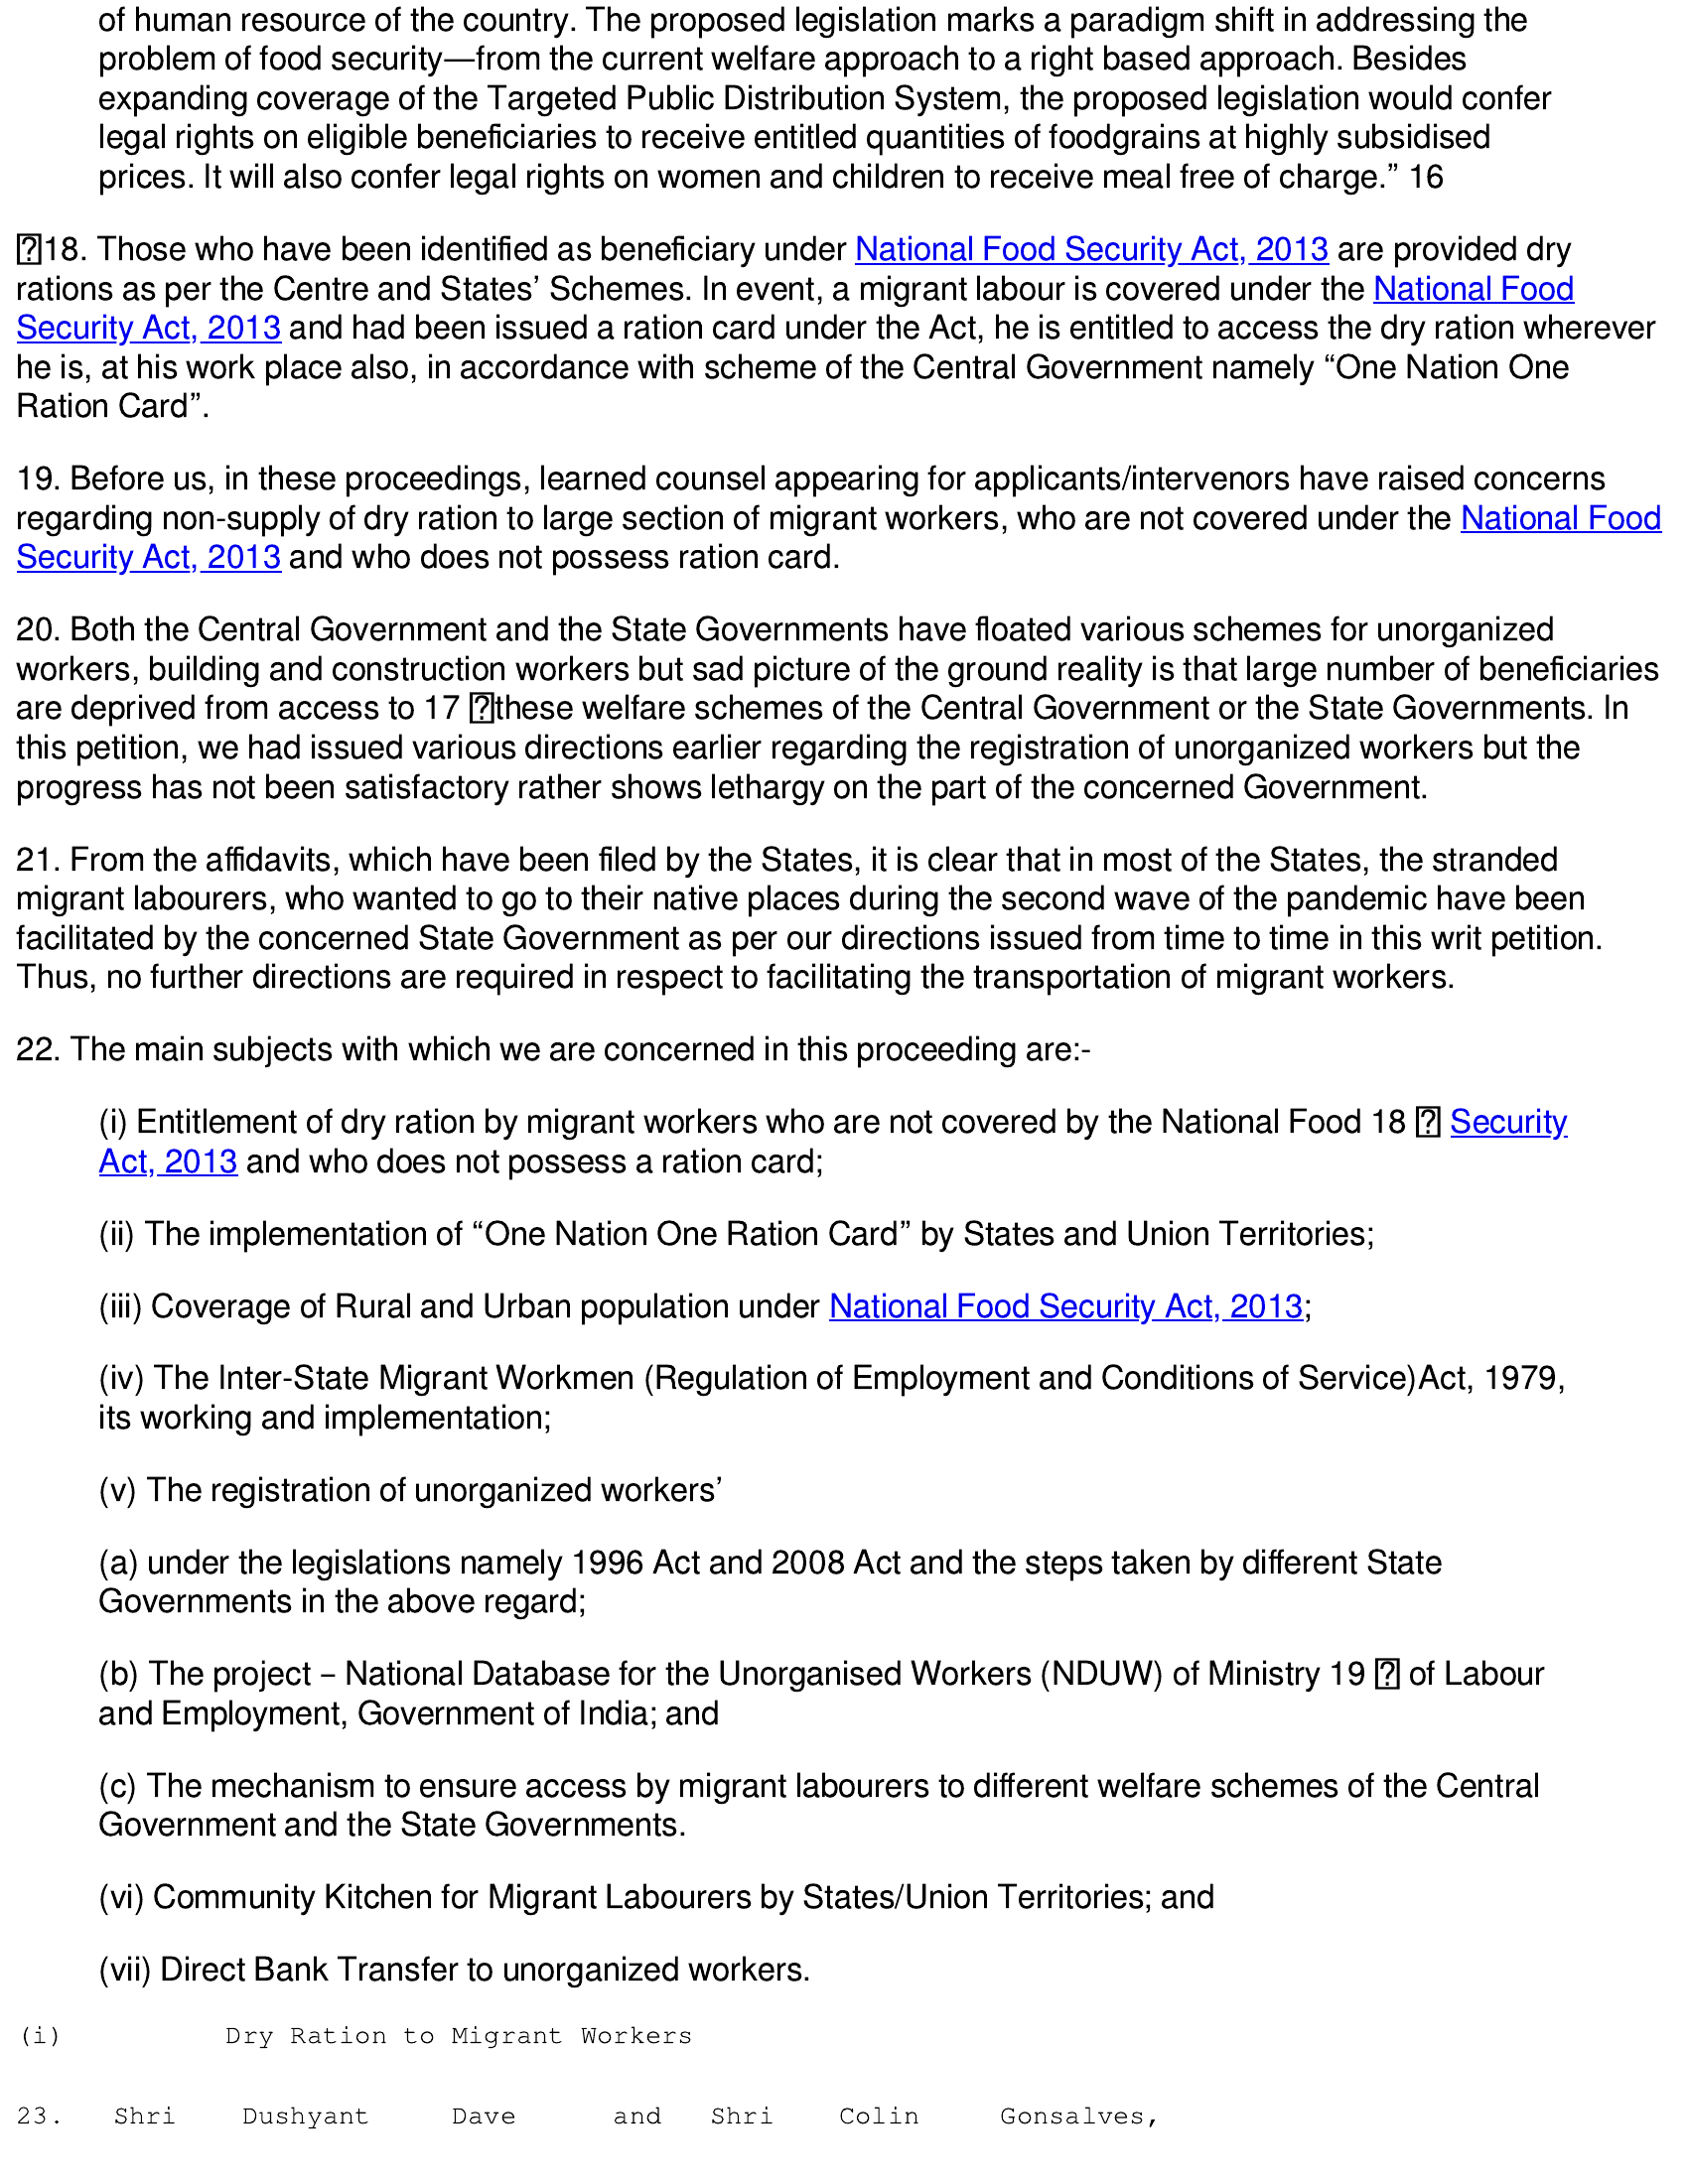 of human resource of the country. The proposed legislation marks a paradigm shift in addressing the
problem of food security—from the current welfare approach to a right based approach. Besides
expanding coverage of the Targeted Public Distribution System, the proposed legislation would confer
legal rights on eligible beneficiaries to receive entitled quantities of foodgrains at highly subsidised
prices. It will also confer legal rights on women and children to receive meal free of charge.” 16
18. Those who have been identified as beneficiary under National Food Security Act, 2013 are provided dry
rations as per the Centre and States’ Schemes. In event, a migrant labour is covered under the National Food
Security Act, 2013 and had been issued a ration card under the Act, he is entitled to access the dry ration wherever
he is, at his work place also, in accordance with scheme of the Central Government namely “One Nation One
Ration Card”.
19. Before us, in these proceedings, learned counsel appearing for applicants/intervenors have raised concerns
regarding non-supply of dry ration to large section of migrant workers, who are not covered under the National Food
Security Act, 2013 and who does not possess ration card.
20. Both the Central Government and the State Governments have floated various schemes for unorganized
workers, building and construction workers but sad picture of the ground reality is that large number of beneficiaries
are deprived from access to 17 these welfare schemes of the Central Government or the State Governments. In
this petition, we had issued various directions earlier regarding the registration of unorganized workers but the
progress has not been satisfactory rather shows lethargy on the part of the concerned Government.
21. From the affidavits, which have been filed by the States, it is clear that in most of the States, the stranded
migrant labourers, who wanted to go to their native places during the second wave of the pandemic have been
facilitated by the concerned State Government as per our directions issued from time to time in this writ petition.
Thus, no further directions are required in respect to facilitating the transportation of migrant workers.
22. The main subjects with which we are concerned in this proceeding are:-
(i) Entitlement of dry ration by migrant workers who are not covered by the National Food 18 Security
Act, 2013 and who does not possess a ration card;
(ii) The implementation of “One Nation One Ration Card” by States and Union Territories;
(iii) Coverage of Rural and Urban population under National Food Security Act, 2013;
(iv) The Inter-State Migrant Workmen (Regulation of Employment and Conditions of Service)Act, 1979,
its working and implementation;
(v) The registration of unorganized workers’
(a) under the legislations namely 1996 Act and 2008 Act and the steps taken by different State
Governments in the above regard;
(b) The project – National Database for the Unorganised Workers (NDUW) of Ministry 19 of Labour
and Employment, Government of India; and
(c) The mechanism to ensure access by migrant labourers to different welfare schemes of the Central
Government and the State Governments.
(vi) Community Kitchen for Migrant Labourers by States/Union Territories; and
(vii) Direct Bank Transfer to unorganized workers.
(i) Dry Ration to Migrant Workers
23. Shri Dushyant Dave and Shri Colin Gonsalves,